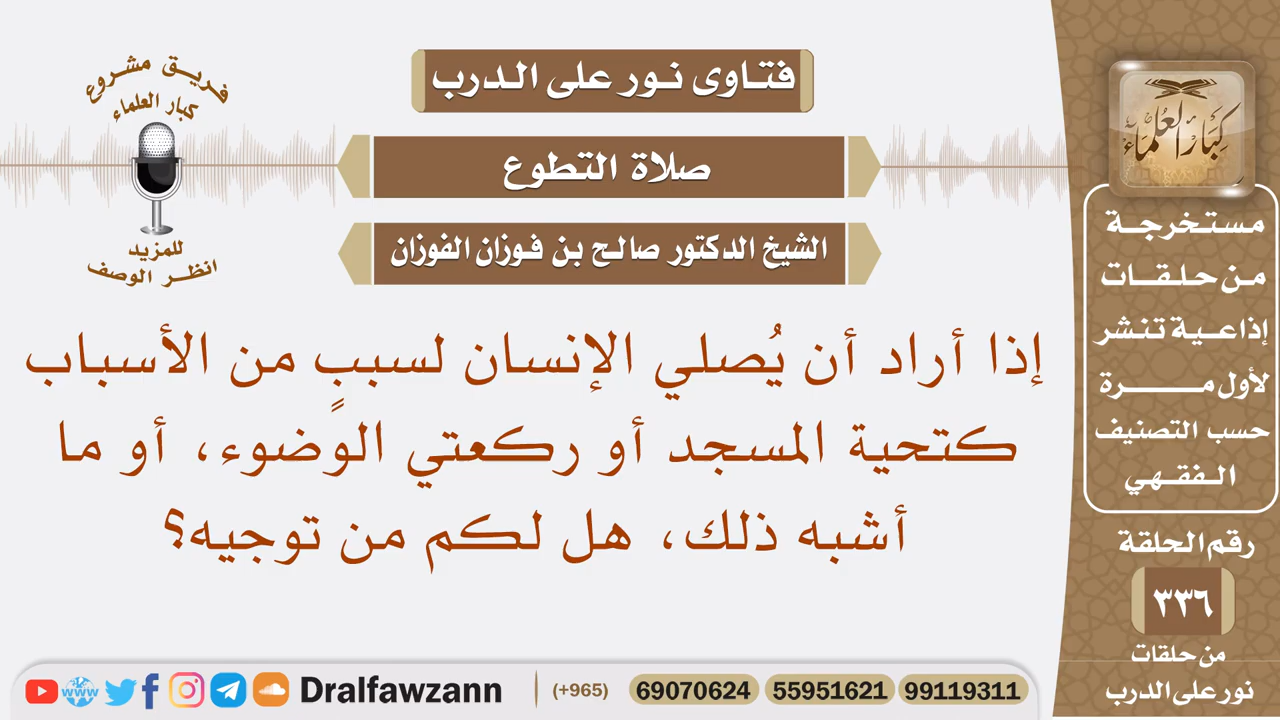 فتاوى نور على الدرب
صلاة التطوع
الشيخ الدكتور صالح بن فوزان الفوزان
فريق مشروع
كبار العلماء
للمزيد
انظر الوصف
إذا أراد أن يُصلي الإنسان لسببٍ من الأسباب
كتحية المسجد أو ركعتي الوضوء، أو ما
أشبه ذلك، هل لكم من توجيه؟
كِبَارُ العُلَمَاء
مستخرجة
من حلقات
إذاعية تنشر
لأول مرة
حسب التصنيف
الفقهي
رقم الحلقة
٣٣٦
من حلقات
نور على الدرب
www Dralfawzann (+965) 69070624 55951621 99119311